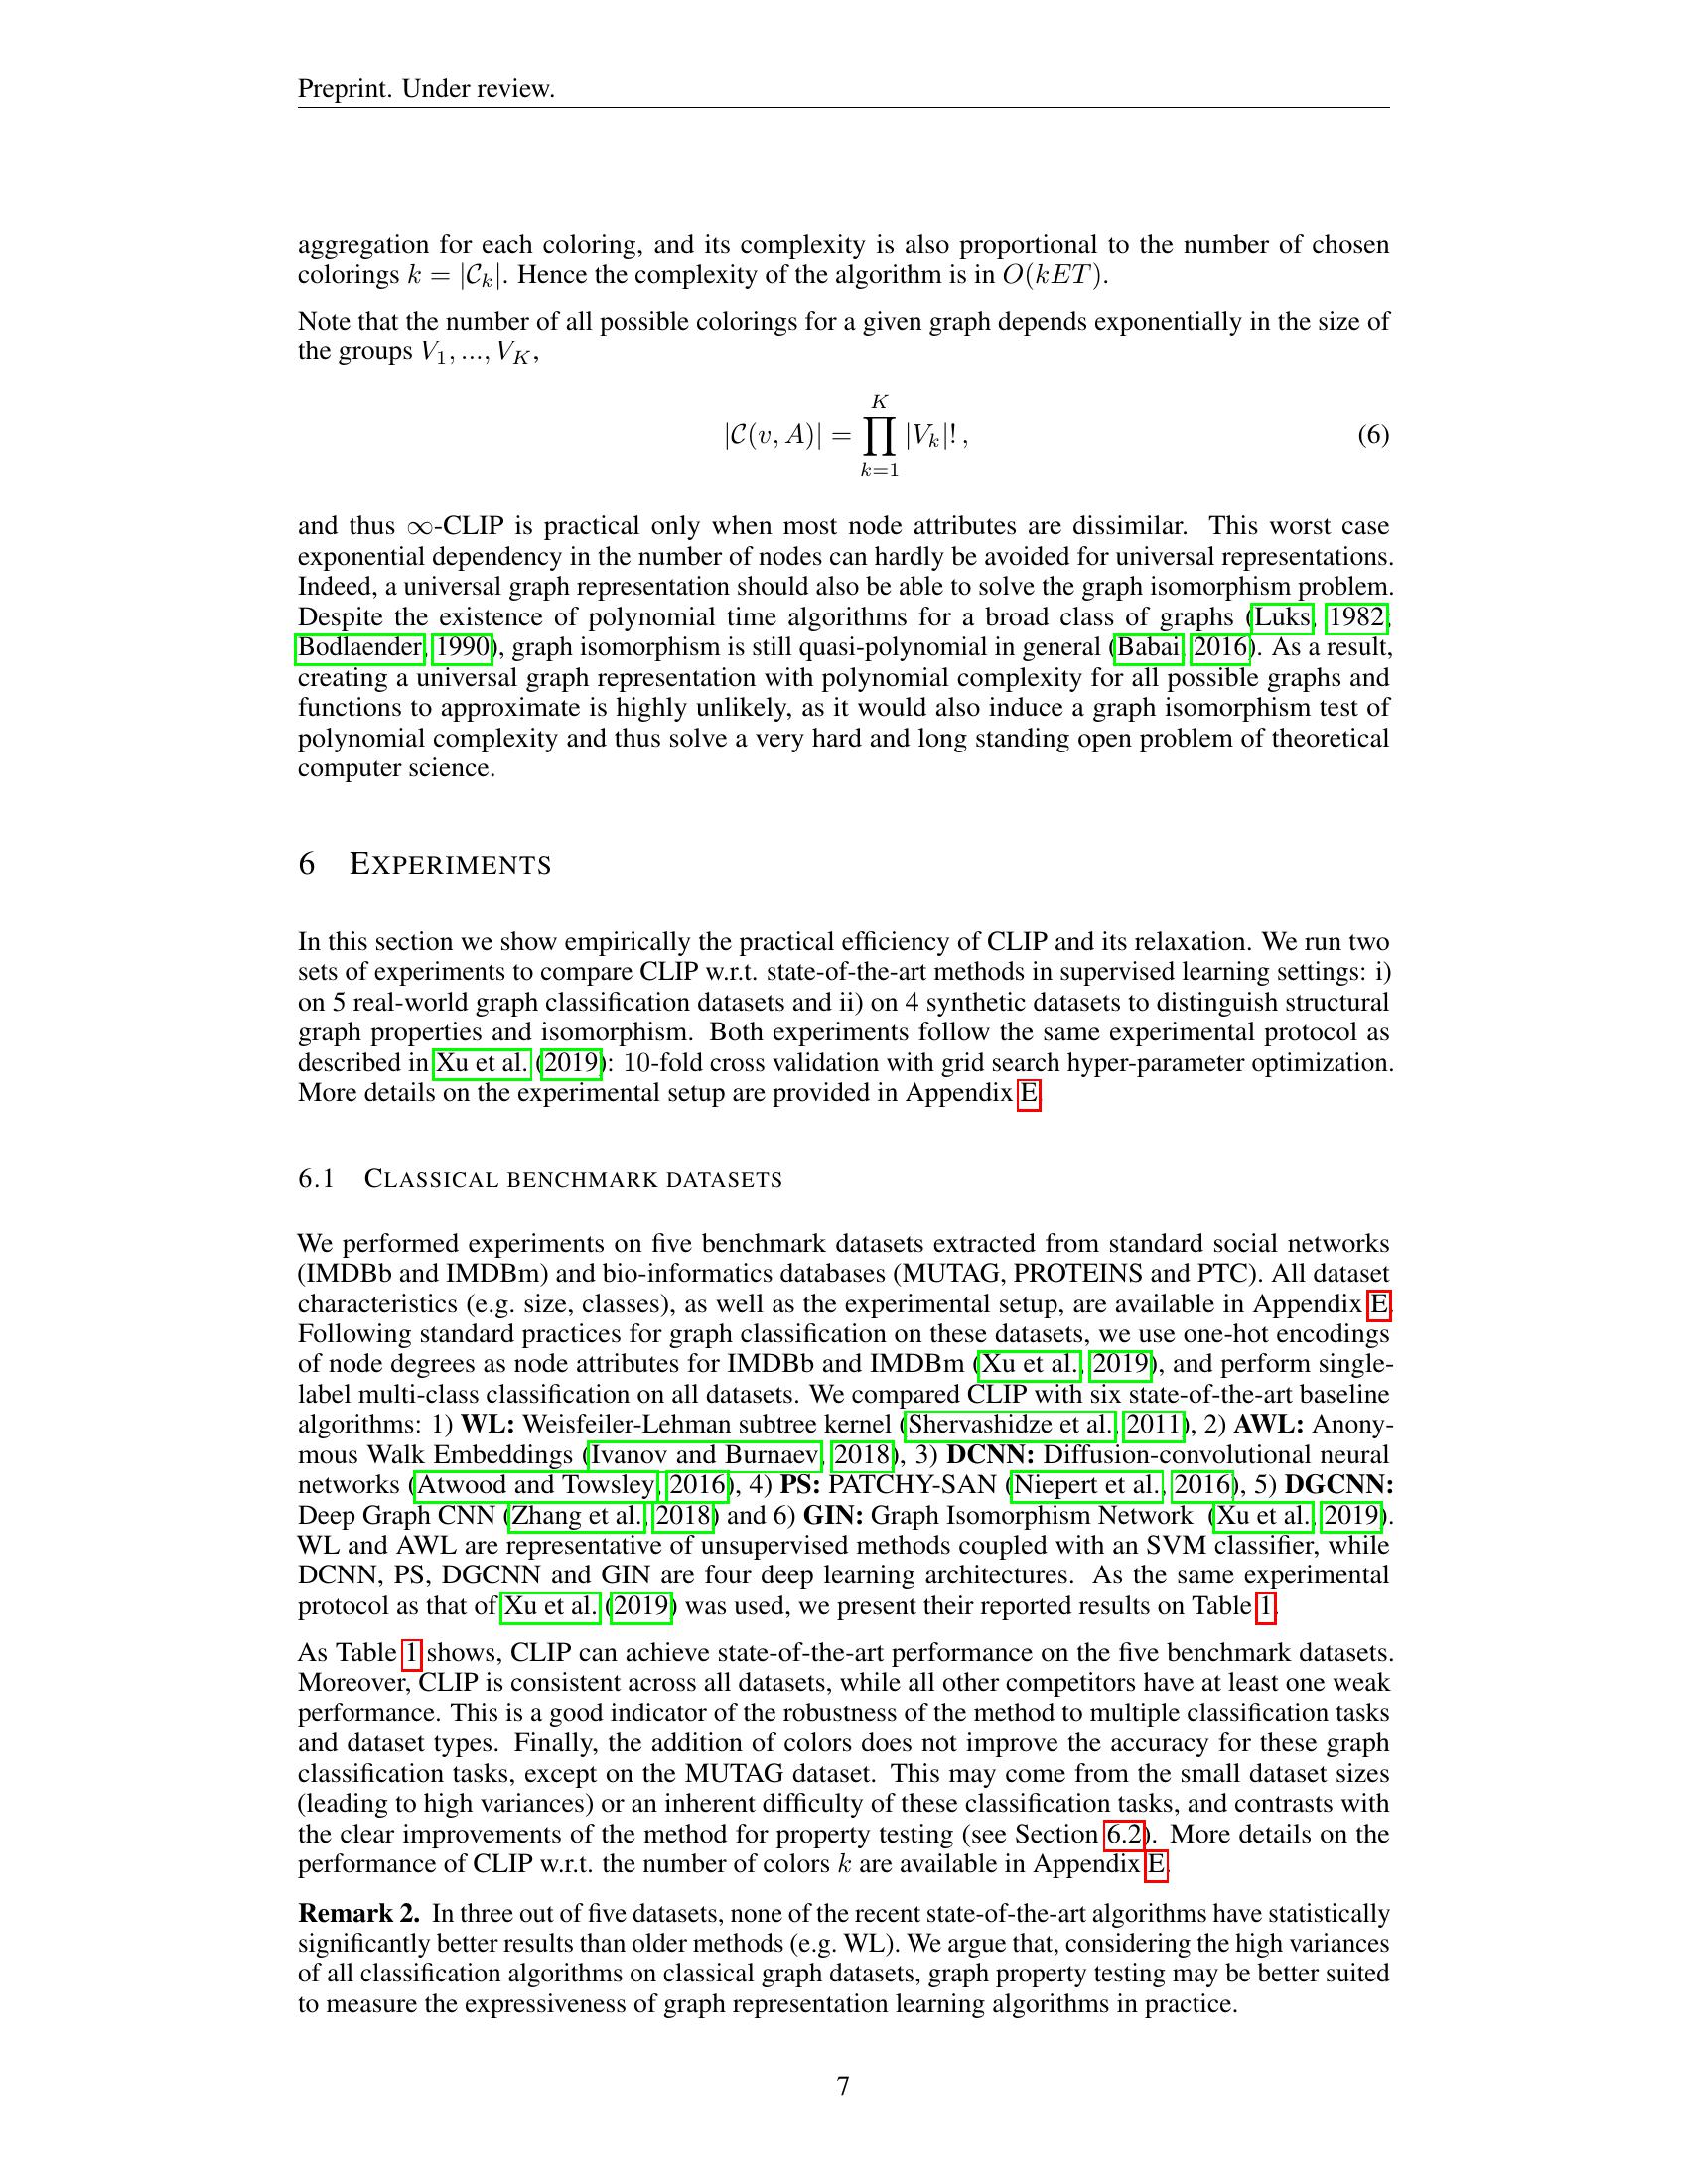 Preprint. Under review.
aggregation for each coloring, and its complexity is also proportional to the number of chosen
colorings k = |C_k|. Hence the complexity of the algorithm is in O(kET).
Note that the number of all possible colorings for a given graph depends exponentially in the size of
the groups V_1, ..., V_K,
|C(v, A)| = ∏_{k=1}^{K} |V_k|! , (6)
and thus ∞-CLIP is practical only when most node attributes are dissimilar. This worst case
exponential dependency in the number of nodes can hardly be avoided for universal representations.
Indeed, a universal graph representation should also be able to solve the graph isomorphism problem.
Despite the existence of polynomial time algorithms for a broad class of graphs (Luks, 1982;
Bodlaender, 1990), graph isomorphism is still quasi-polynomial in general (Babai, 2016). As a result,
creating a universal graph representation with polynomial complexity for all possible graphs and
functions to approximate is highly unlikely, as it would also induce a graph isomorphism test of
polynomial complexity and thus solve a very hard and long standing open problem of theoretical
computer science.
6 EXPERIMENTS
In this section we show empirically the practical efficiency of CLIP and its relaxation. We run two
sets of experiments to compare CLIP w.r.t. state-of-the-art methods in supervised learning settings: i)
on 5 real-world graph classification datasets and ii) on 4 synthetic datasets to distinguish structural
graph properties and isomorphism. Both experiments follow the same experimental protocol as
described in Xu et al. (2019): 10-fold cross validation with grid search hyper-parameter optimization.
More details on the experimental setup are provided in Appendix E.
6.1 CLASSICAL BENCHMARK DATASETS
We performed experiments on five benchmark datasets extracted from standard social networks
(IMDBb and IMDBm) and bio-informatics databases (MUTAG, PROTEINS and PTC). All dataset
characteristics (e.g. size, classes), as well as the experimental setup, are available in Appendix E.
Following standard practices for graph classification on these datasets, we use one-hot encodings
of node degrees as node attributes for IMDBb and IMDBm (Xu et al., 2019), and perform single-
label multi-class classification on all datasets. We compared CLIP with six state-of-the-art baseline
algorithms: 1) WL: Weisfeiler-Lehman subtree kernel (Shervashidze et al., 2011), 2) AWL: Anony-
mous Walk Embeddings (Ivanov and Burnaev, 2018), 3) DCNN: Diffusion-convolutional neural
networks (Atwood and Towsley, 2016), 4) PS: PATCHY-SAN (Niepert et al., 2016), 5) DGCNN:
Deep Graph CNN (Zhang et al., 2018) and 6) GIN: Graph Isomorphism Network (Xu et al., 2019).
WL and AWL are representative of unsupervised methods coupled with an SVM classifier, while
DCNN, PS, DGCNN and GIN are four deep learning architectures. As the same experimental
protocol as that of Xu et al. (2019) was used, we present their reported results on Table 1.
As Table 1 shows, CLIP can achieve state-of-the-art performance on the five benchmark datasets.
Moreover, CLIP is consistent across all datasets, while all other competitors have at least one weak
performance. This is a good indicator of the robustness of the method to multiple classification tasks
and dataset types. Finally, the addition of colors does not improve the accuracy for these graph
classification tasks, except on the MUTAG dataset. This may come from the small dataset sizes
(leading to high variances) or an inherent difficulty of these classification tasks, and contrasts with
the clear improvements of the method for property testing (see Section 6.2). More details on the
performance of CLIP w.r.t. the number of colors k are available in Appendix E.
Remark 2. In three out of five datasets, none of the recent state-of-the-art algorithms have statistically
significantly better results than older methods (e.g. WL). We argue that, considering the high variances
of all classification algorithms on classical graph datasets, graph property testing may be better suited
to measure the expressiveness of graph representation learning algorithms in practice.
7